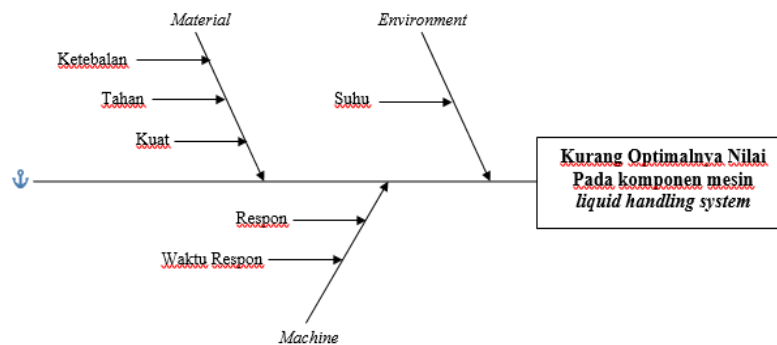 Material
Environment
Ketebalan
Tahan
Suhu
Kuat
Kurang Optimalnya Nilai
Pada komponen mesin
liquid handling system
Respon
Waktu Respon
Machine